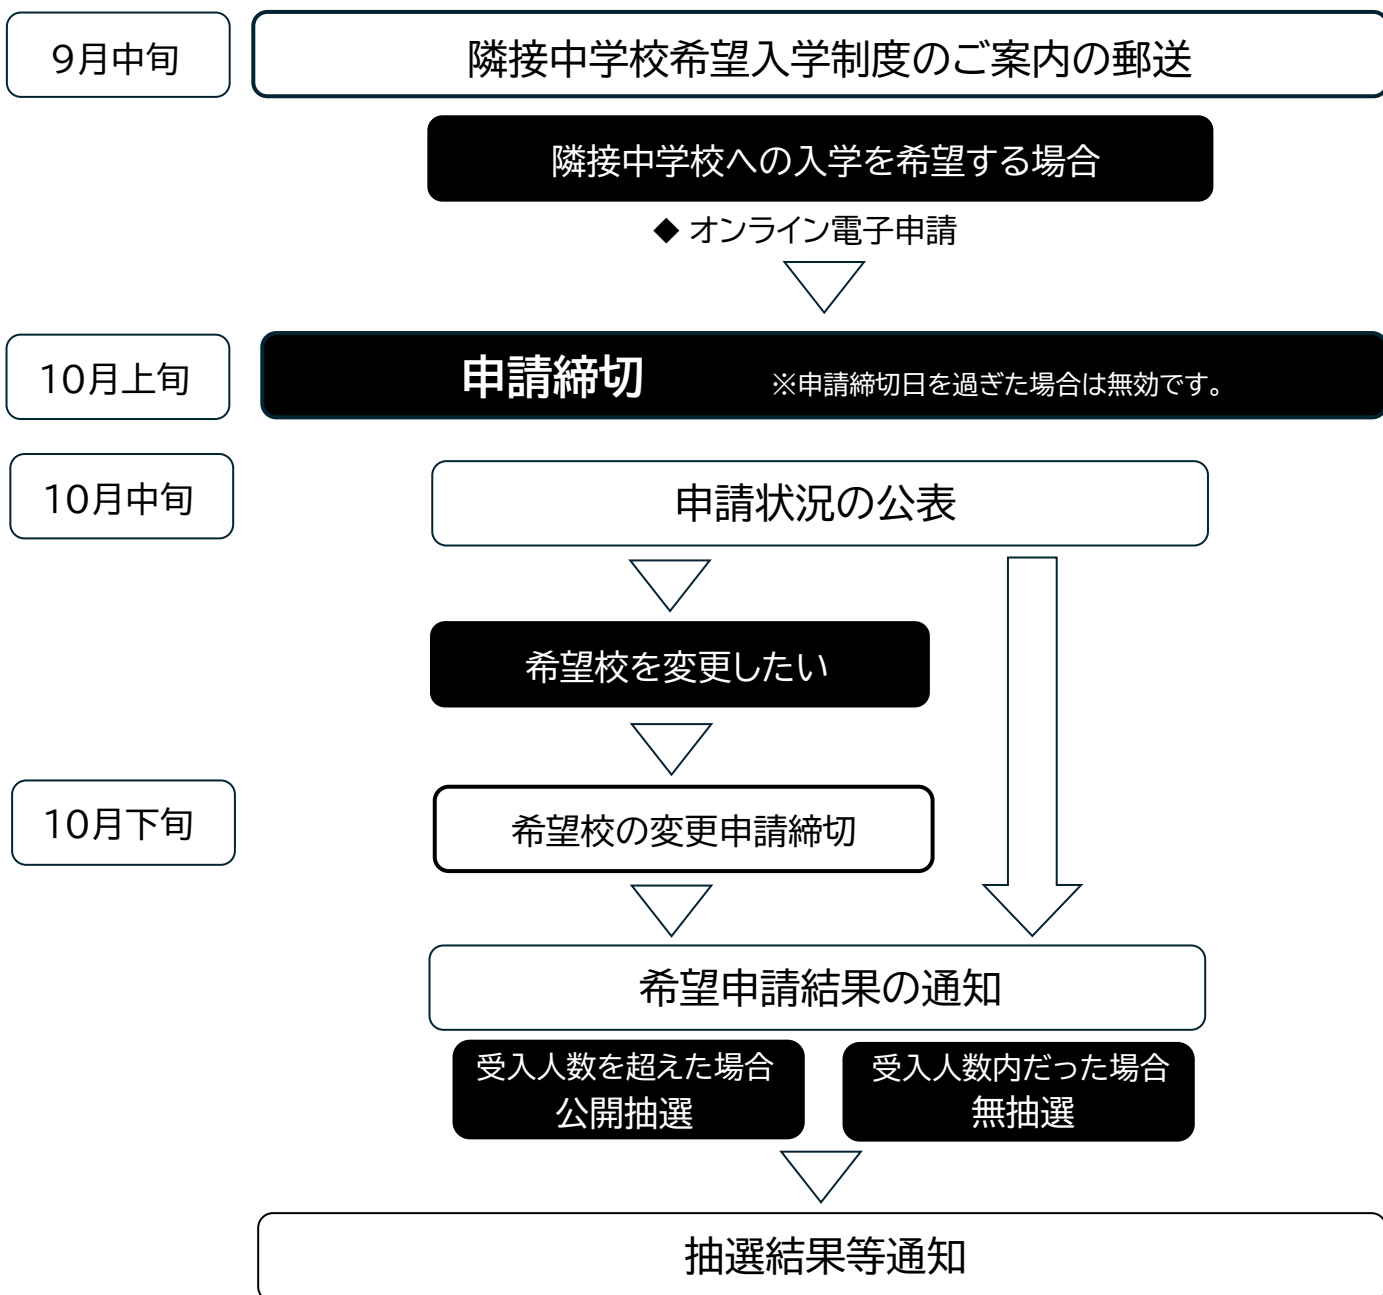 9月中旬
隣接中学校希望入学制度のご案内の郵送
隣接中学校への入学を希望する場合
◆ オンライン電子申請
10月上旬
申請締切 ※申請締切日を過ぎた場合は無効です。
10月中旬
申請状況の公表
希望校を変更したい
10月下旬
希望校の変更申請締切
希望申請結果の通知
受入人数を超えた場合
公開抽選
受入人数内だった場合
無抽選
抽選結果等通知